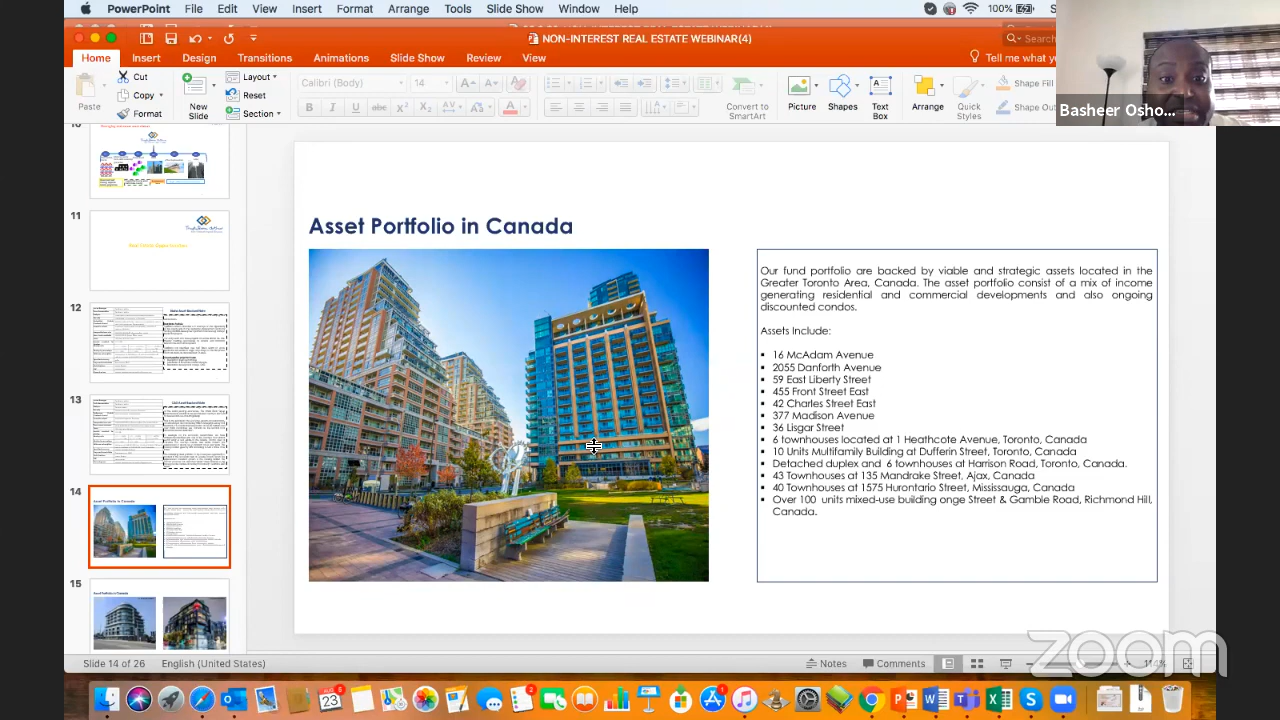 PowerPoint File Edit View Insert Format Arrange Tools Slide Show Window Help 100%
NON-INTEREST REAL ESTATE WEBINAR(4)
Search
Home Insert Design Transitions Animations Slide Show Review View Tell me
Paste
Cut
Copy
Format
New Slide
Layout
Reset
Section
Calibri (Body) 14
Convert to SmartArt
Picture
Shapes
Text Box
Arrange
Quick Styles
Shape Fill
Basheer Osho...
11
12
13
14
15
Asset Portfolio in Canada
Our fund portfolio are backed by viable and strategic assets located in the
Greater Toronto Area, Canada. The asset portfolio consist of a mix of income
generating residential and commercial developments and also ongoing
discounted condos.
Assets Include:
16 McAdam Avenue
2055 Danforth Avenue
59 East Liberty Street
455 Front Street East
42 Charles Street East
377 Madison Avenue
36 Lisgar Street
6 townhouses located at 1 Heathcote Avenue, Toronto, Canada
10 Units Multifamily Building at Dufferin Street, Toronto, Canada
Detached duplex and 6 townhouses at Harrison Road, Toronto, Canada.
43 Townhouses at 135 Mandrake Street, Ajax, Canada
40 Townhouses at 1575 Hurontario Street, Mississauga, Canada
Over 100 units mixed-use building onge Street & Gamble Road, Richmond Hill,
Canada.
Slide 14 of 26 English (United States) Notes Comments 114%
zoom